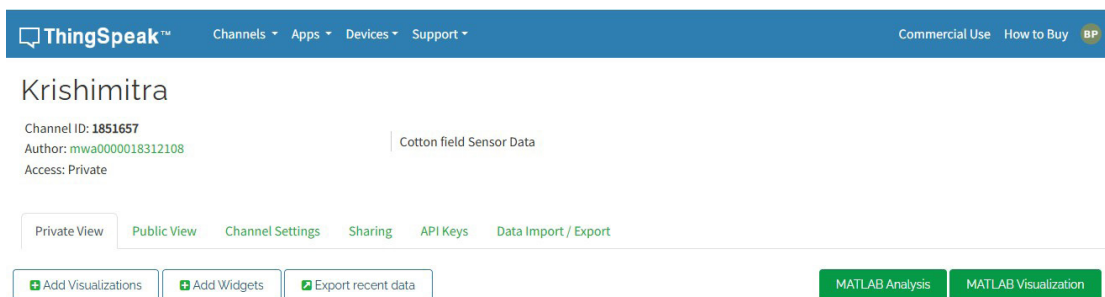 ThingSpeak™ Channels Apps Devices Support Commercial Use How to Buy BP
Krishimitra
Channel ID: 1851657
Author: mwa0000018312108
Access: Private
Cotton field Sensor Data
Private View Public View Channel Settings Sharing API Keys Data Import / Export
Add Visualizations Add Widgets Export recent data MATLAB Analysis MATLAB Visualization